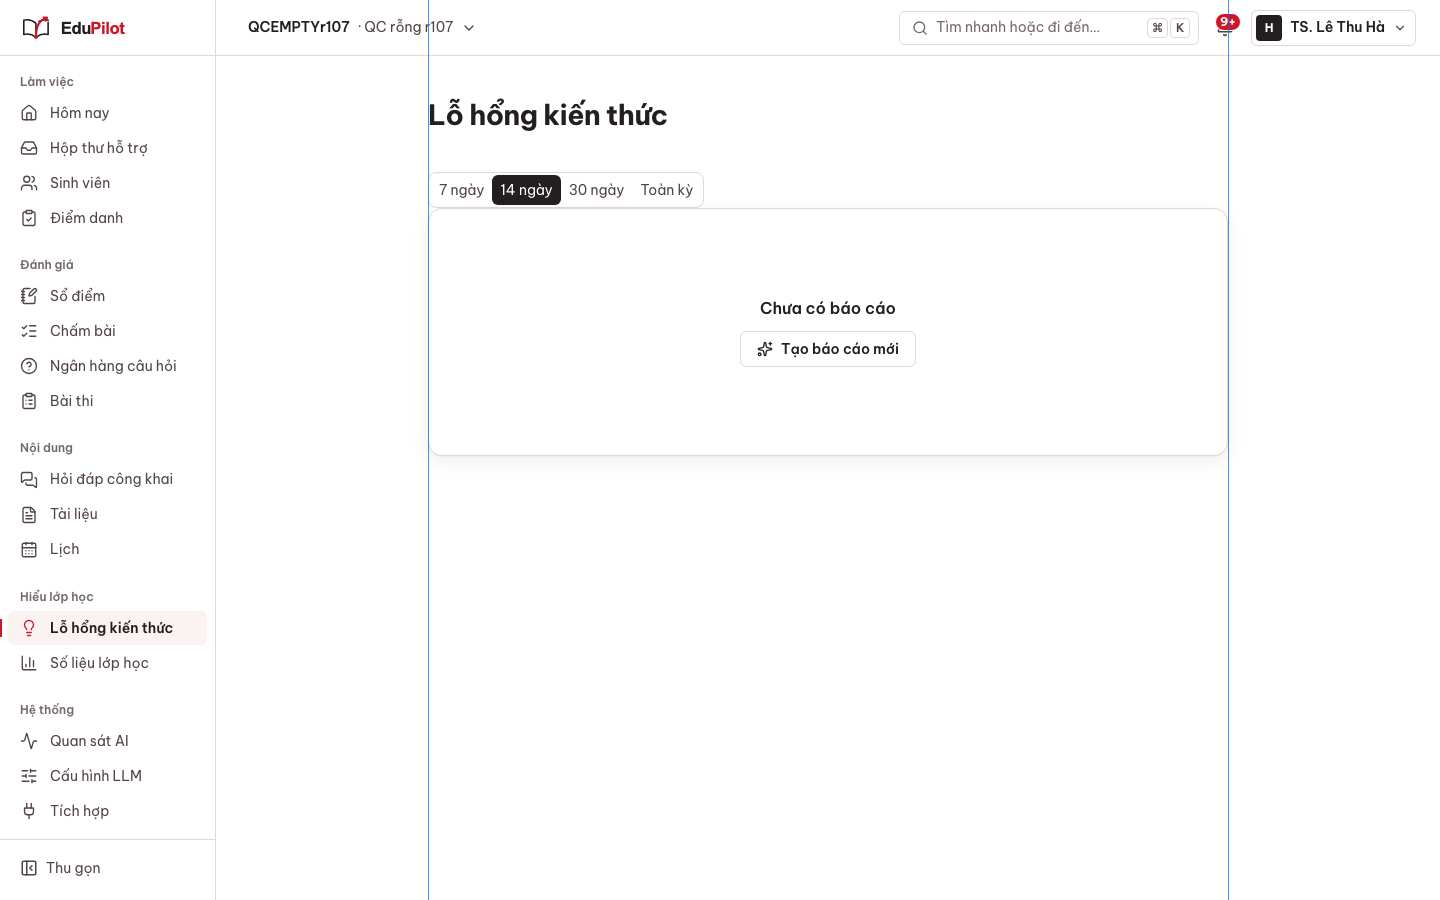 EduPilot
QCEMPTYr107 · QC rỗng r107
Tìm nhanh hoặc đi đến...
⌘ K
9+
H TS. Lê Thu Hà
Làm việc
Hôm nay
Hộp thư hỗ trợ
Sinh viên
Điểm danh
Đánh giá
Sổ điểm
Chấm bài
Ngân hàng câu hỏi
Bài thi
Nội dung
Hỏi đáp công khai
Tài liệu
Lịch
Hiểu lớp học
Lỗ hổng kiến thức
Số liệu lớp học
Hệ thống
Quan sát AI
Cấu hình LLM
Tích hợp
Thu gọn
Lỗ hổng kiến thức
7 ngày 14 ngày 30 ngày Toàn kỳ
Chưa có báo cáo
Tạo báo cáo mới